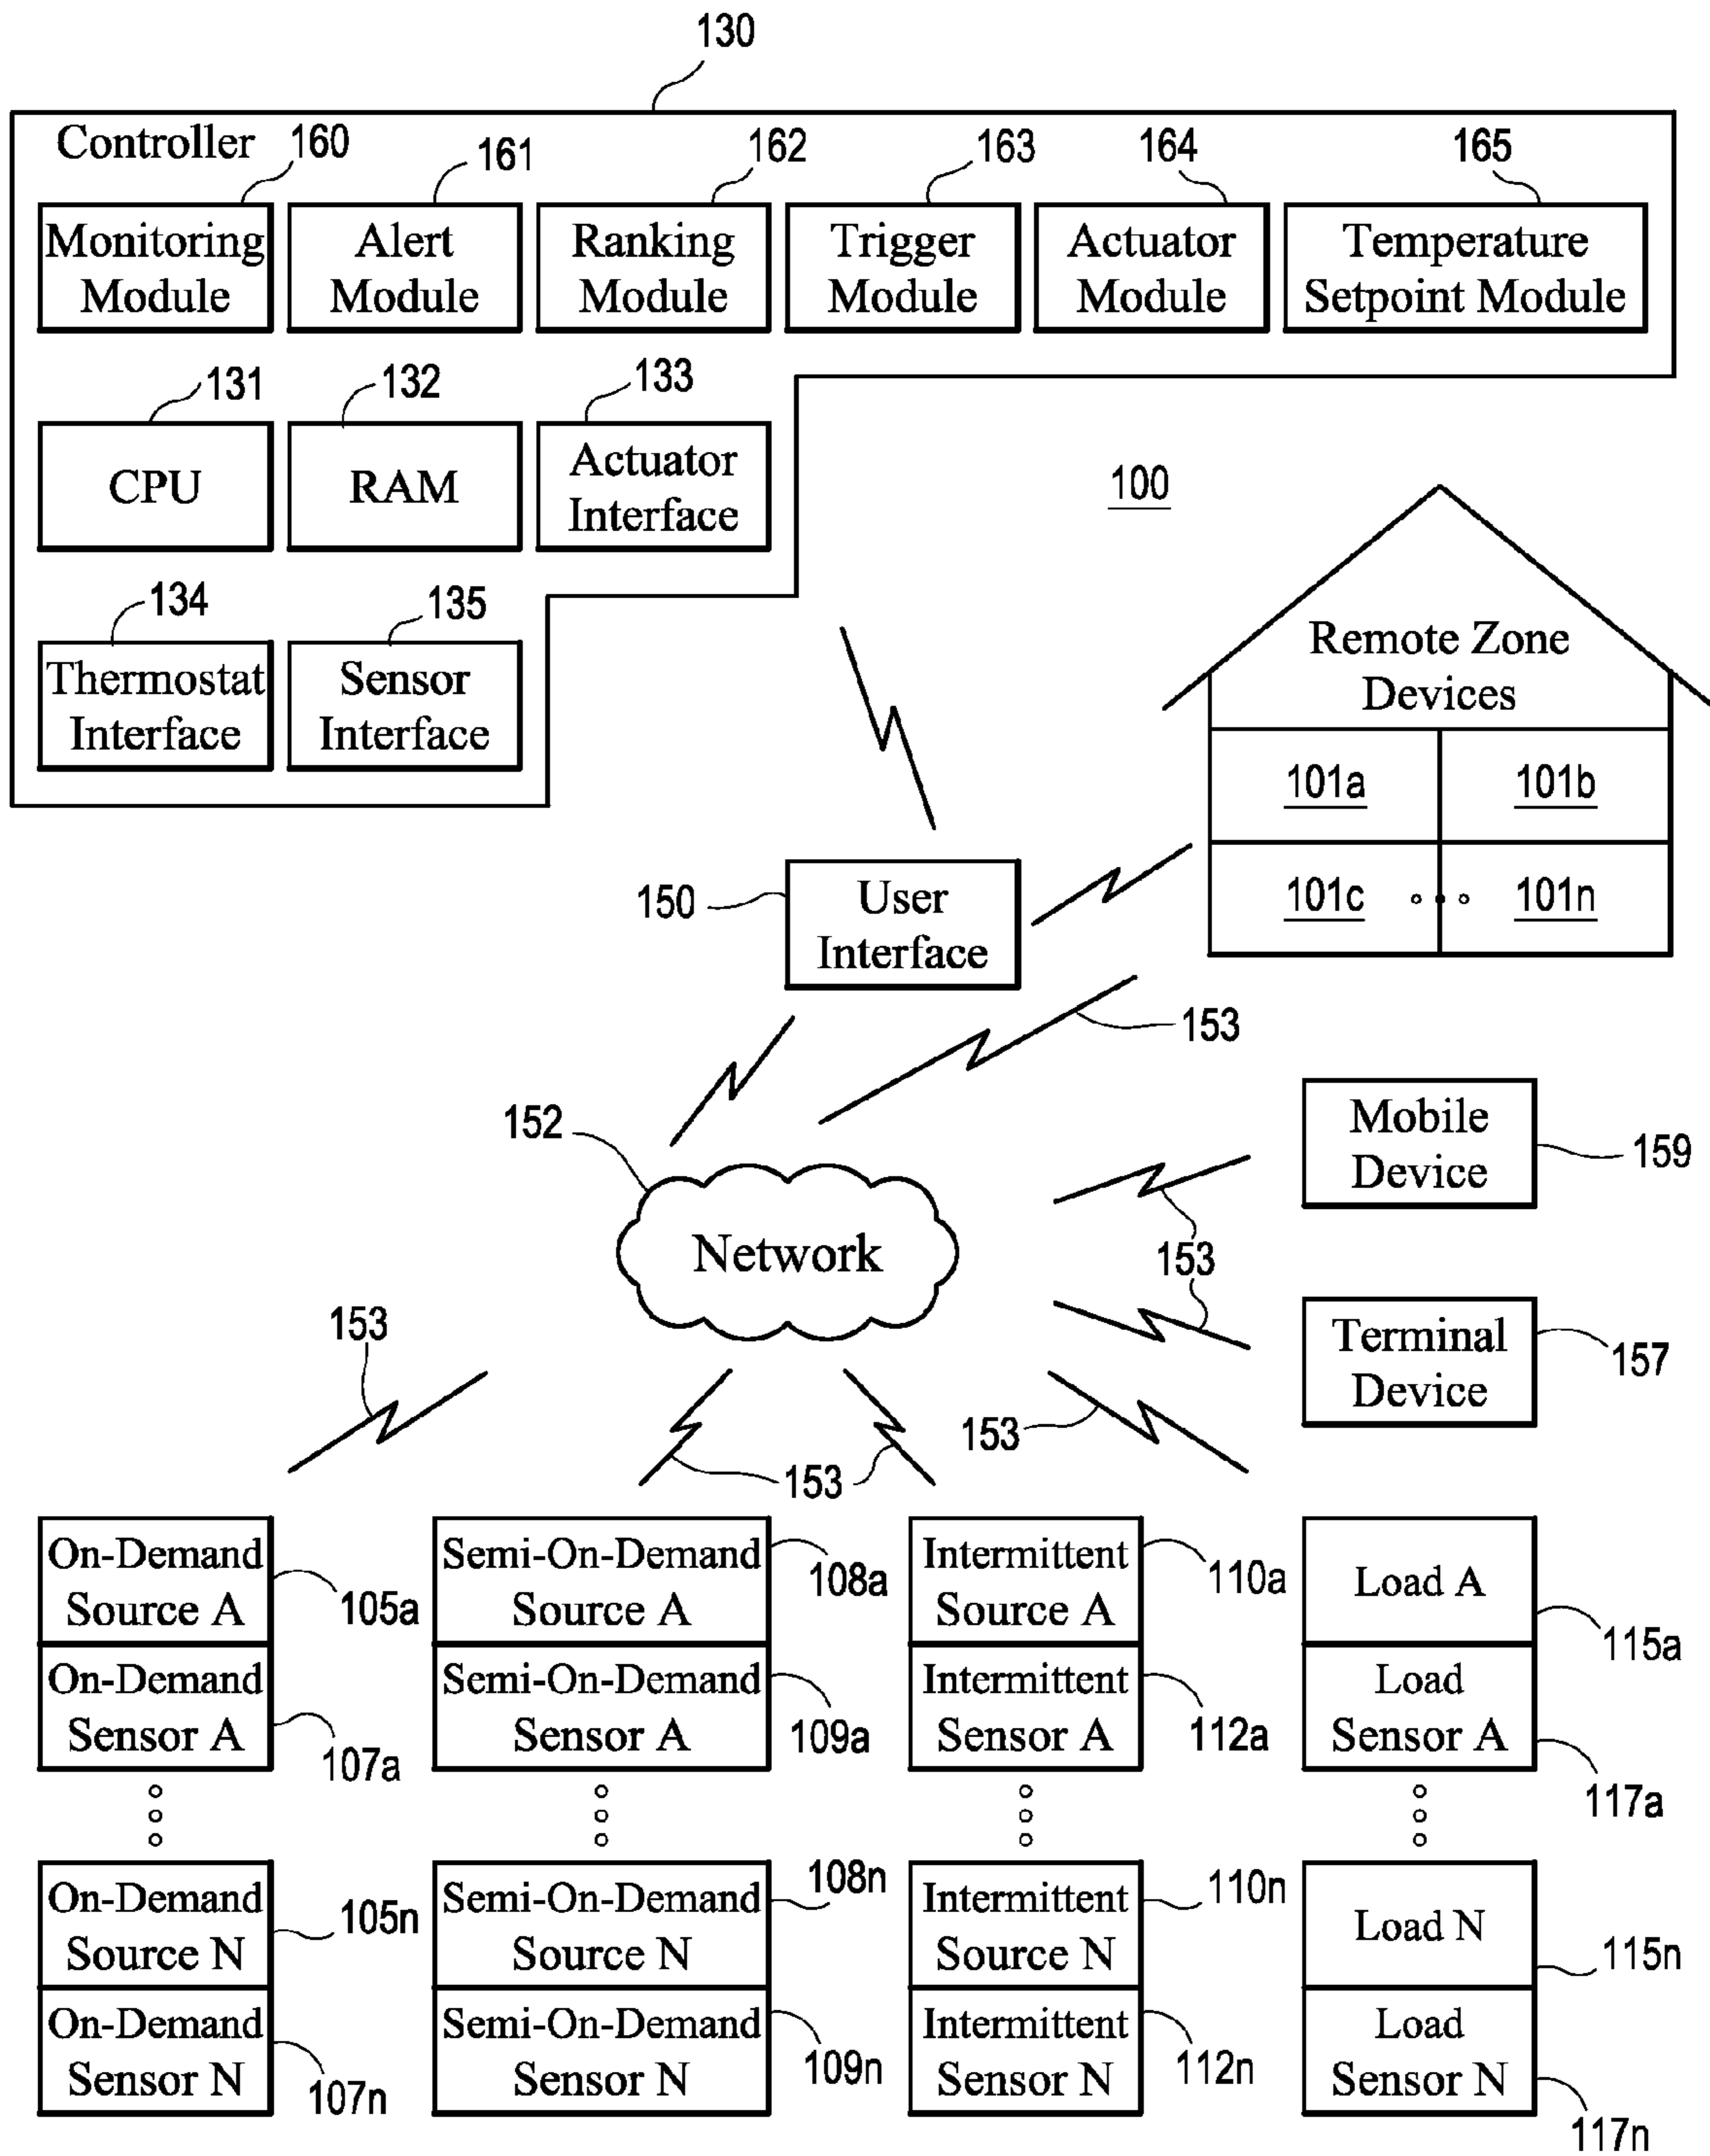 130
Controller
160
161
162
163
164
165
Monitoring
Module
Alert
Module
Ranking
Module
Trigger
Module
Actuator
Module
Temperature
Setpoint Module
131
132
133
CPU
RAM
Actuator
Interface
100
134
135
Thermostat
Interface
Sensor
Interface
Remote Zone
Devices
101a
101b
101c
101n
150
User
Interface
153
152
Network
Mobile
Device
159
153
Terminal
Device
157
153
153
153
On-Demand
Source A
105a
On-Demand
Sensor A
107a
Semi-On-Demand
Source A
108a
Semi-On-Demand
Sensor A
109a
Intermittent
Source A
110a
Intermittent
Sensor A
112a
Load A
115a
Load
Sensor A
117a
On-Demand
Source N
105n
On-Demand
Sensor N
107n
Semi-On-Demand
Source N
108n
Semi-On-Demand
Sensor N
109n
Intermittent
Source N
110n
Intermittent
Sensor N
112n
Load N
115n
Load
Sensor N
117n